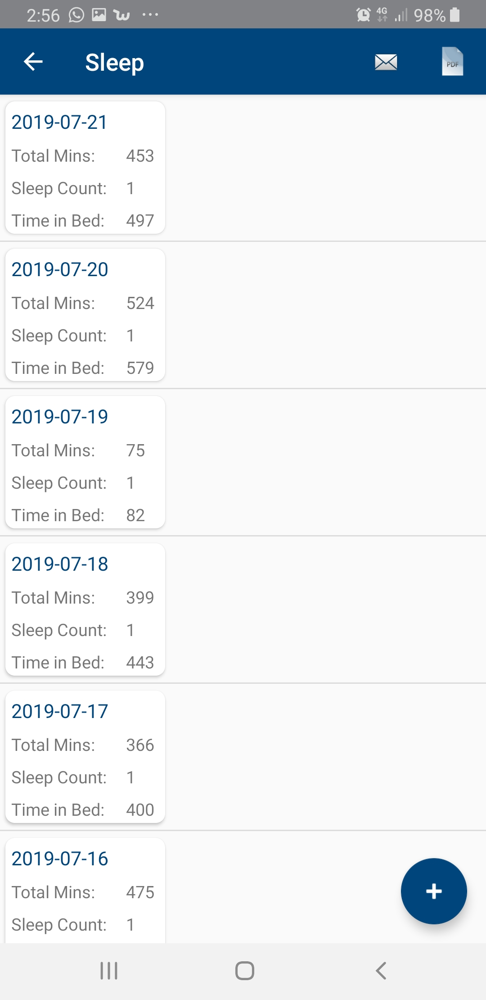 2:56 4G 98%
Sleep PDF
2019-07-21
Total Mins: 453
Sleep Count: 1
Time in Bed: 497
2019-07-20
Total Mins: 524
Sleep Count: 1
Time in Bed: 579
2019-07-19
Total Mins: 75
Sleep Count: 1
Time in Bed: 82
2019-07-18
Total Mins: 399
Sleep Count: 1
Time in Bed: 443
2019-07-17
Total Mins: 366
Sleep Count: 1
Time in Bed: 400
2019-07-16
Total Mins: 475
Sleep Count: 1